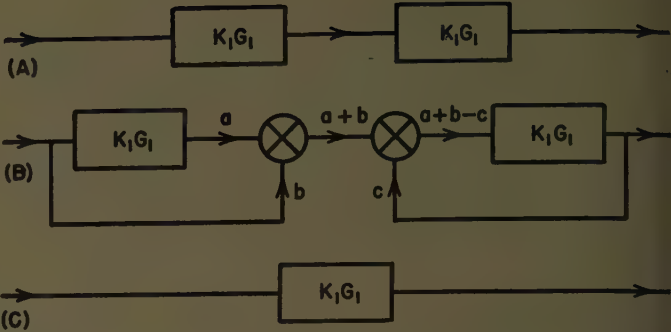 K₁G₁ K₁G₁
(A)
a a+b a+b-c
K₁G₁ K₁G₁
(B) b c
K₁G₁
(C)